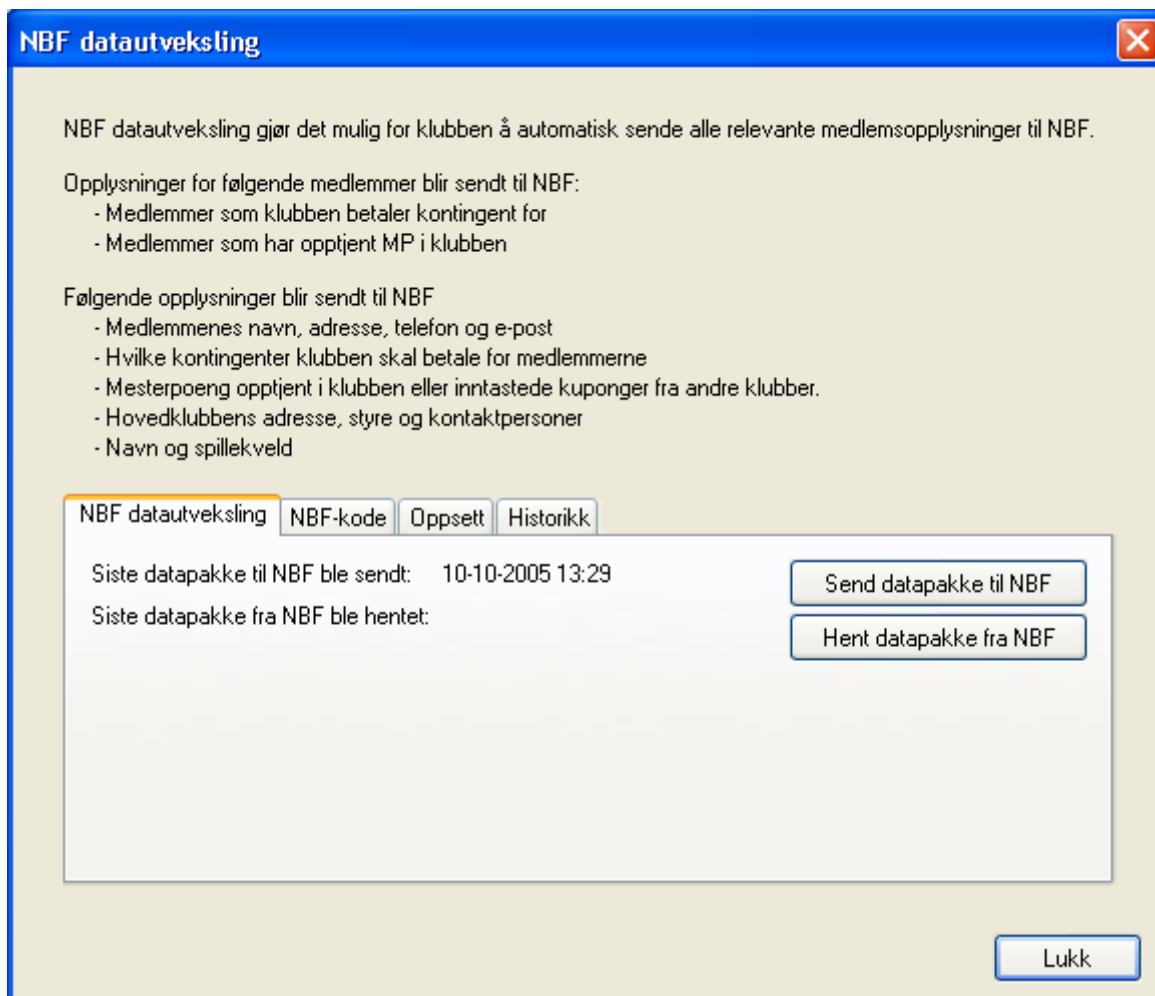 NBF datautveksling
NBF datautveksling gjør det mulig for klubben å automatisk sende alle relevante medlemsopplysninger til NBF.
Opplysninger for følgende medlemmer blir sendt til NBF:
- Medlemmer som klubben betaler kontingent for
- Medlemmer som har opptjent MP i klubben
Følgende opplysninger blir sendt til NBF
- Medlemmenes navn, adresse, telefon og e-post
- Hvilke kontingenter klubben skal betale for medlemmerne
- Mesterpoeng opptjent i klubben eller inntastede kuponger fra andre klubber.
- Hovedklubbens adresse, styre og kontaktpersoner
- Navn og spillekveld
NBF datautveksling NBF-kode Oppsett Historikk
Siste datapakke til NBF ble sendt: 10-10-2005 13:29 Send datapakke til NBF
Siste datapakke fra NBF ble hentet: Hent datapakke fra NBF
Lukk